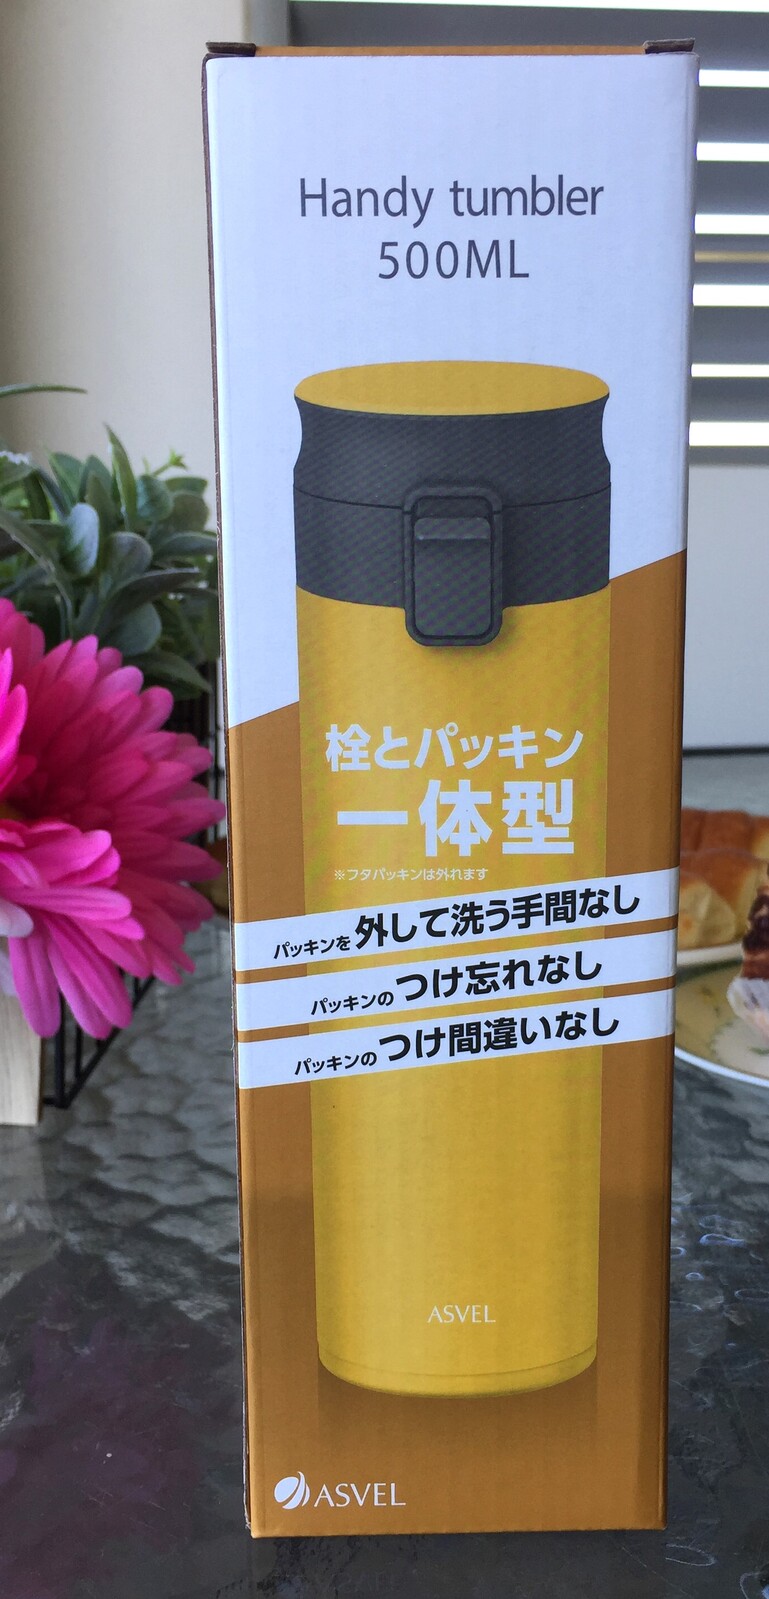 Handy tumbler
500ML
栓とパッキン
一体型
※フタパッキンは外れます
パッキンを外して洗う手間なし
パッキンのつけ忘れなし
パッキンのつけ間違いなし
ASVEL
ASVEL